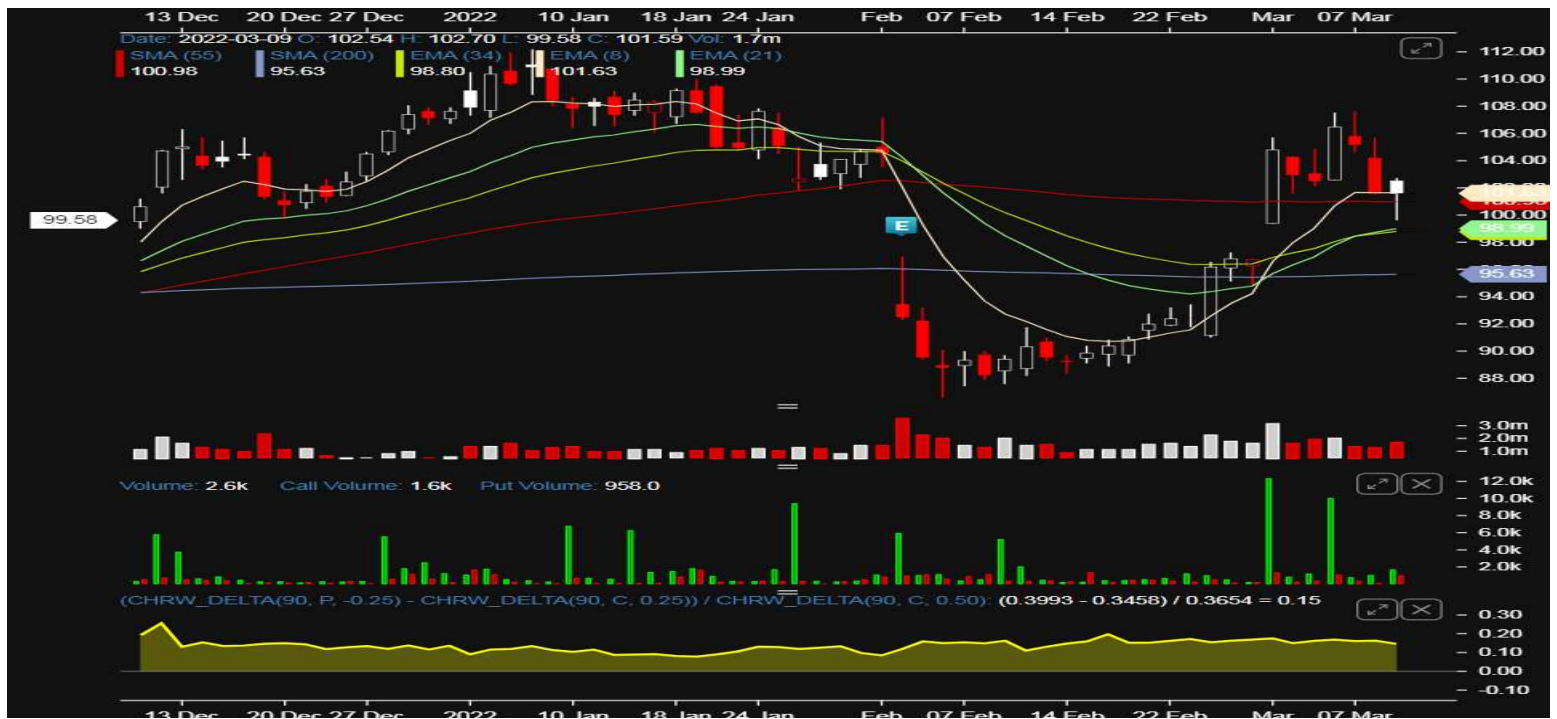 13 Dec 20 Dec 27 Dec 2022 10 Jan 18 Jan 24 Jan Feb 07 Feb 14 Feb 22 Feb Mar 07 Mar
Date: 2022-03-09 O: 102.54 H: 102.70 L: 99.58 C: 101.59 Vol: 1.7m
SMA (55) SMA (200) EMA (34) EMA (8) EMA (21)
100.98 95.63 98.80 101.63 98.99
112.00
110.00
108.00
106.00
104.00
99.58
100.00
E
98.99
98.00
95.63
94.00
92.00
90.00
88.00
3.0m
2.0m
1.0m
Volume: 2.6k Call Volume: 1.6k Put Volume: 958.0
12.0k
10.0k
8.0k
6.0k
4.0k
2.0k
(CHRW_DELTA(90, P, -0.25) - CHRW_DELTA(90, C, 0.25)) / CHRW_DELTA(90, C, 0.50): (0.3993 - 0.3458) / 0.3654 = 0.15
0.30
0.20
0.10
0.00
-0.10
13 Dec 20 Dec 27 Dec 2022 10 Jan 18 Jan 24 Jan Feb 07 Feb 14 Feb 22 Feb Mar 07 Mar